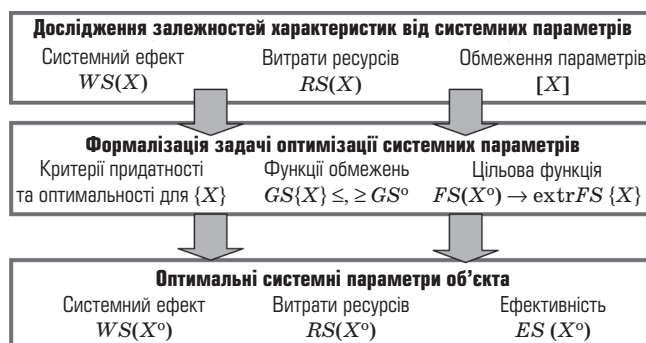 Дослідження залежностей характеристик від системних параметрів
Системний ефект Витрати ресурсів Обмеження параметрів
WS(X) RS(X) [X]
Формалізація задачі оптимізації системних параметрів
Критерії придатності Функції обмежень Цільова функція
та оптимальності для {X} GS{X} ≤, ≥ GSº FS(Xº) → extrFS {X}
Оптимальні системні параметри об’єкта
Системний ефект Витрати ресурсів Ефективність
WS(Xº) RS(Xº) ES (Xº)